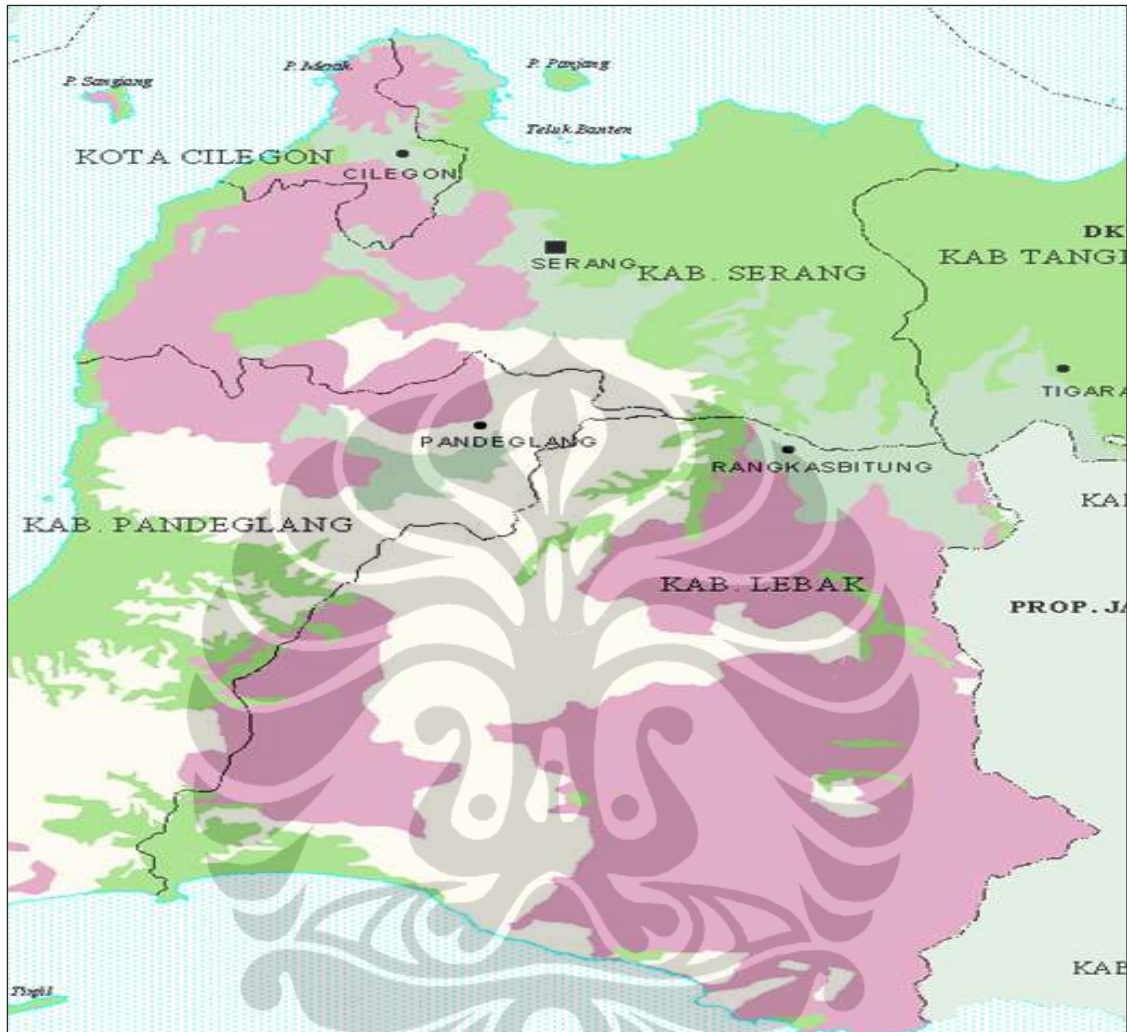 P. Merak
P. Panjang
P. Sangiang
Teluk Banten
KOTA CILEGON
CILEGON
DK
SERANG
KAB. SERANG
KAB TANG
TIGARA
PANDEGLANG
RANGKASBITUNG
KAB. PANDEGLANG
KAB. LEBAK
PROP. JA
KAB